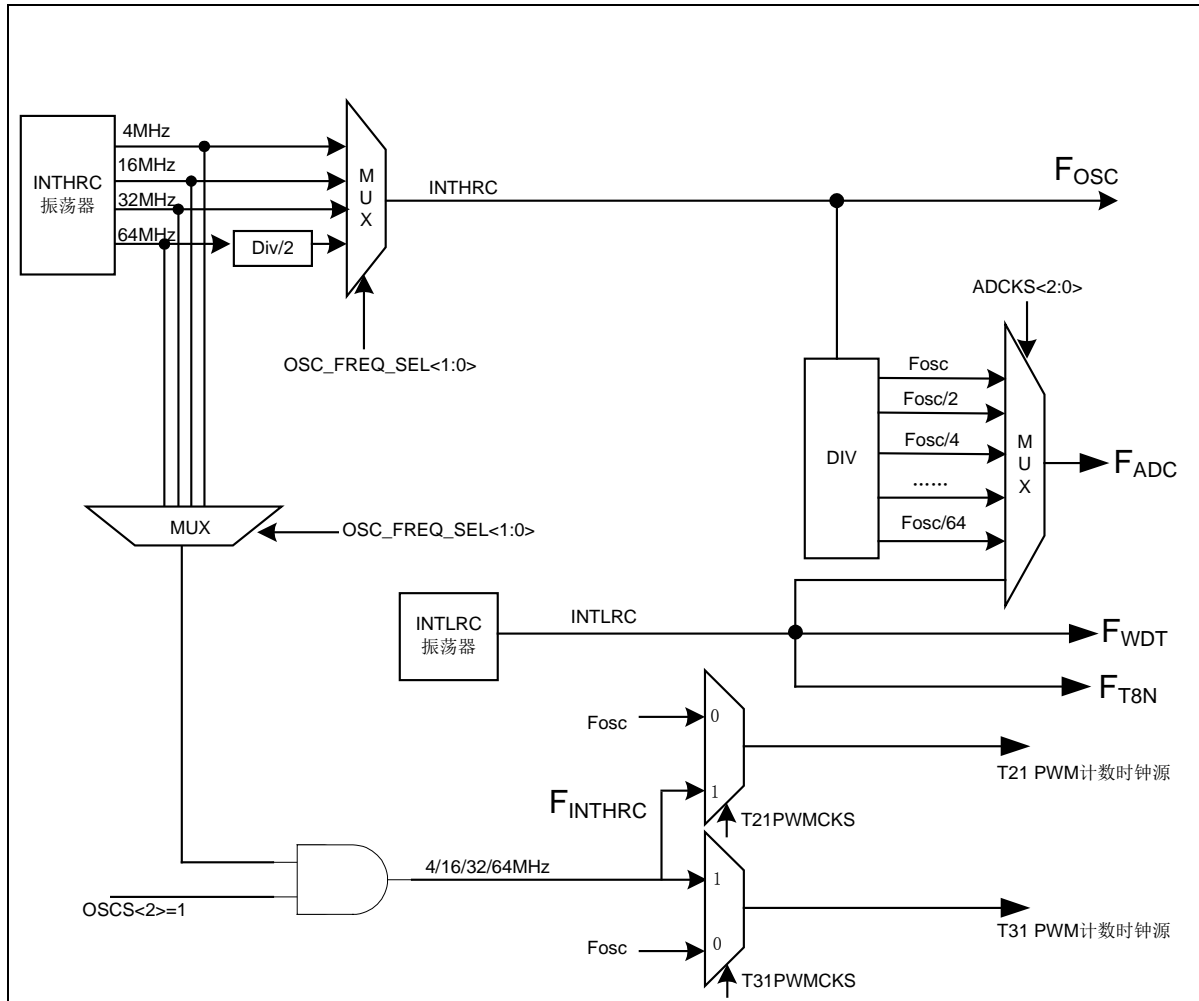 4MHz
16MHz
32MHz
64MHz
INTHRC
振荡器
Div/2
MUX
INTHRC
FOSC
OSC_FREQ_SEL<1:0>
ADCKS<2:0>
DIV
Fosc
Fosc/2
Fosc/4
......
Fosc/64
MUX
FADC
MUX
OSC_FREQ_SEL<1:0>
INTLRC
振荡器
INTLRC
FWDT
FT8N
Fosc
0
1
T21 PWM计数时钟源
T21PWMCKS
FINTHRC
4/16/32/64MHz
OSCS<2>=1
1
0
Fosc
T31 PWM计数时钟源
T31PWMCKS